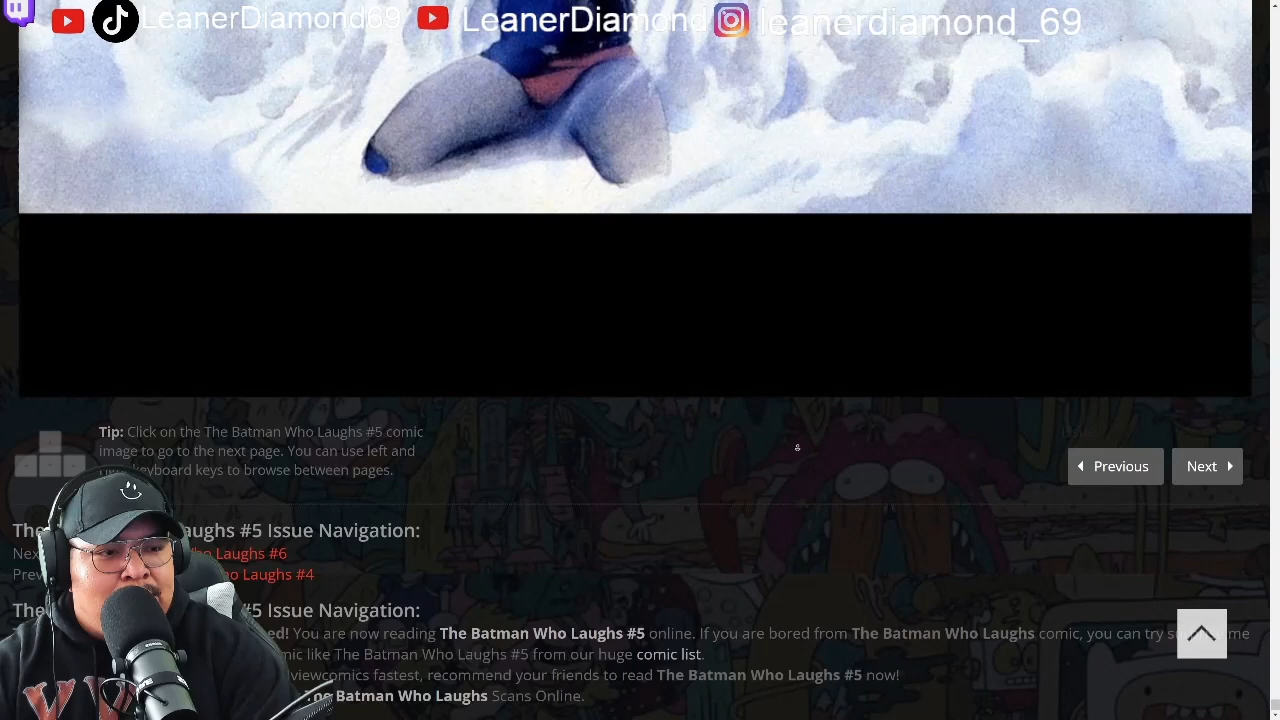 LeanerDiamond69 LeanerDiamond leanerdiamond_69
Tip: Click on the The Batman Who Laughs #5 comic
image to go to the next page. You can use left and
keyboard keys to browse between pages.
Previous Next
The aughs #5 Issue Navigation:
Nex ho Laughs #6
Prev ho Laughs #4
The #5 Issue Navigation:
ed! You are now reading The Batman Who Laughs #5 online. If you are bored from The Batman Who Laughs comic, you can try me
mic like The Batman Who Laughs #5 from our huge comic list.
viewcomics fastest, recommend your friends to read The Batman Who Laughs #5 now!
Batman Who Laughs Scans Online.